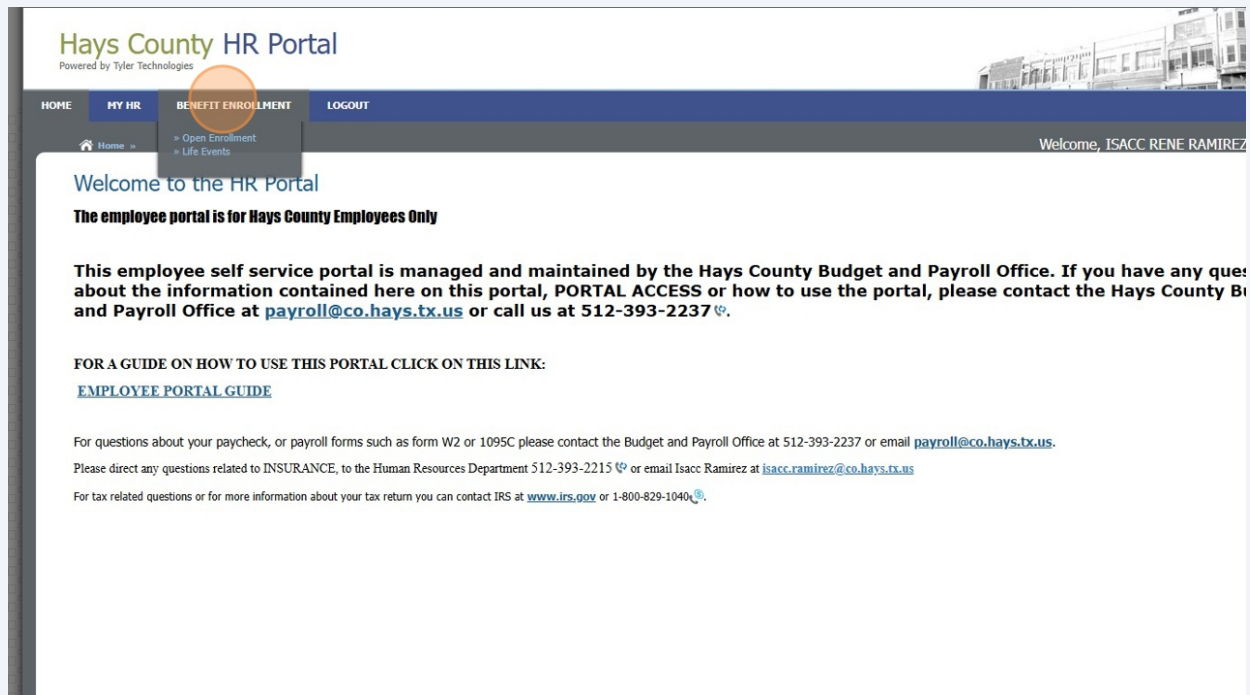 Hays County HR Portal
Powered by Tyler Technologies
HOME MY HR BENEFIT ENROLLMENT LOGOUT
Home »
» Open Enrollment
» Life Events
Welcome, ISACC RENE RAMIREZ
Welcome to the HR Portal
The employee portal is for Hays County Employees Only
This employee self service portal is managed and maintained by the Hays County Budget and Payroll Office. If you have any ques
about the information contained here on this portal, PORTAL ACCESS or how to use the portal, please contact the Hays County B
and Payroll Office at payroll@co.hays.tx.us or call us at 512-393-2237.
FOR A GUIDE ON HOW TO USE THIS PORTAL CLICK ON THIS LINK:
EMPLOYEE PORTAL GUIDE
For questions about your paycheck, or payroll forms such as form W2 or 1095C please contact the Budget and Payroll Office at 512-393-2237 or email payroll@co.hays.tx.us.
Please direct any questions related to INSURANCE, to the Human Resources Department 512-393-2215 or email Isacc Ramirez at isacc.ramirez@co.hays.tx.us
For tax related questions or for more information about your tax return you can contact IRS at www.irs.gov or 1-800-829-1040.